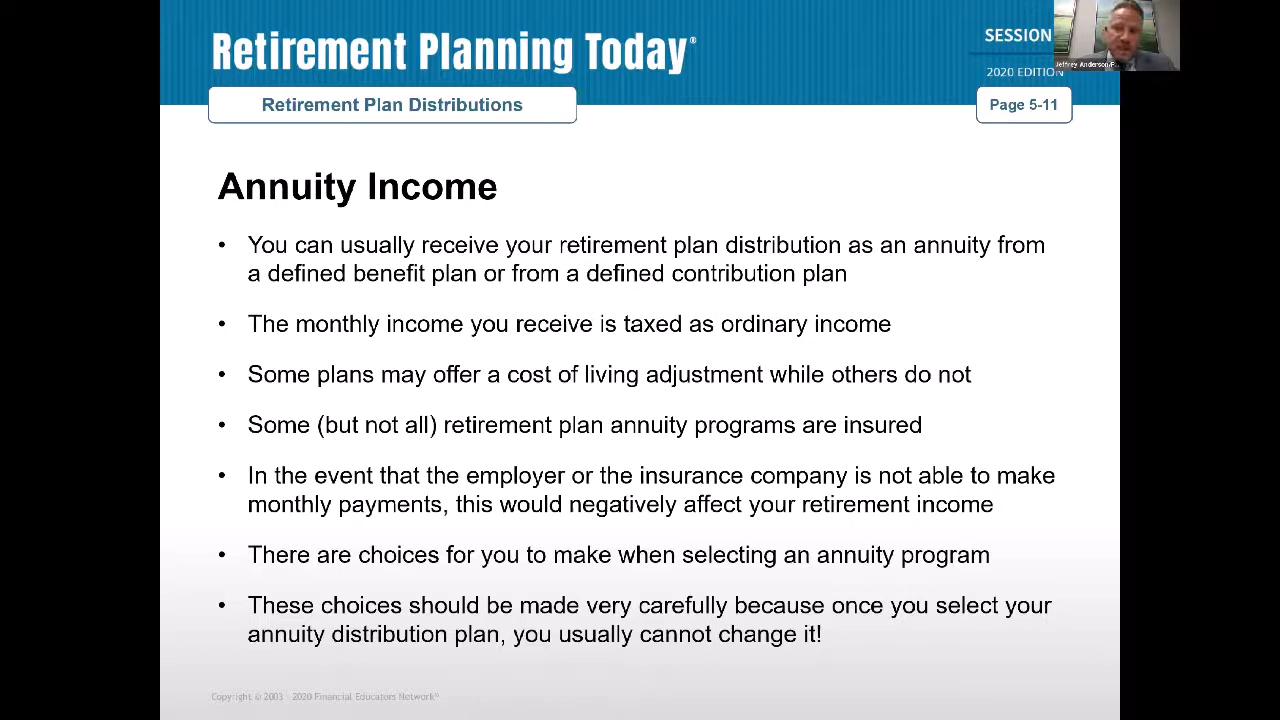 Retirement Planning Today®
SESSION
2020 EDITION
Jeffrey Anderson/F...
Retirement Plan Distributions
Page 5-11
Annuity Income
• You can usually receive your retirement plan distribution as an annuity from
a defined benefit plan or from a defined contribution plan
• The monthly income you receive is taxed as ordinary income
• Some plans may offer a cost of living adjustment while others do not
• Some (but not all) retirement plan annuity programs are insured
• In the event that the employer or the insurance company is not able to make
monthly payments, this would negatively affect your retirement income
• There are choices for you to make when selecting an annuity program
• These choices should be made very carefully because once you select your
annuity distribution plan, you usually cannot change it!
Copyright © 2003 - 2020 Financial Educators Network®